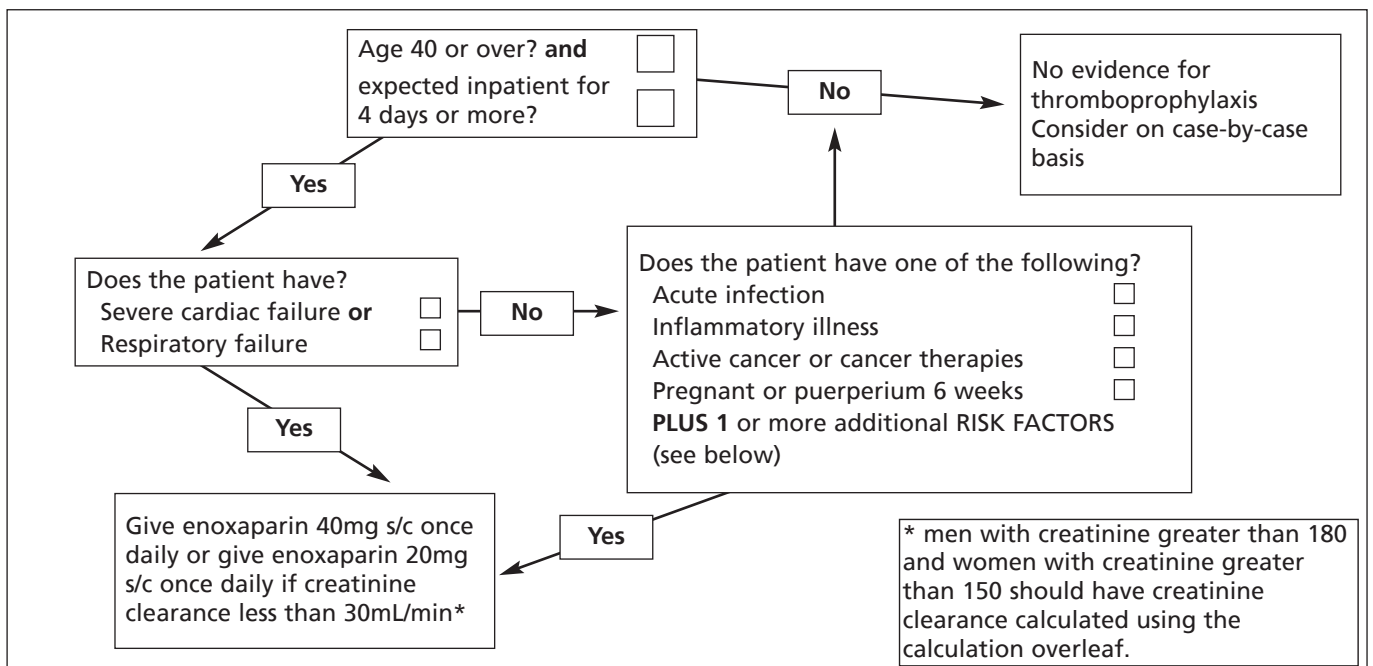 Age 40 or over? and
expected inpatient for
4 days or more?
No
No evidence for
thromboprophylaxis
Consider on case-by-case
basis
Yes
Does the patient have?
Severe cardiac failure or
Respiratory failure
No
Does the patient have one of the following?
Acute infection
Inflammatory illness
Active cancer or cancer therapies
Pregnant or puerperium 6 weeks
PLUS 1 or more additional RISK FACTORS
(see below)
Yes
Give enoxaparin 40mg s/c once
daily or give enoxaparin 20mg
s/c once daily if creatinine
clearance less than 30mL/min*
Yes
* men with creatinine greater than 180
and women with creatinine greater
than 150 should have creatinine
clearance calculated using the
calculation overleaf.